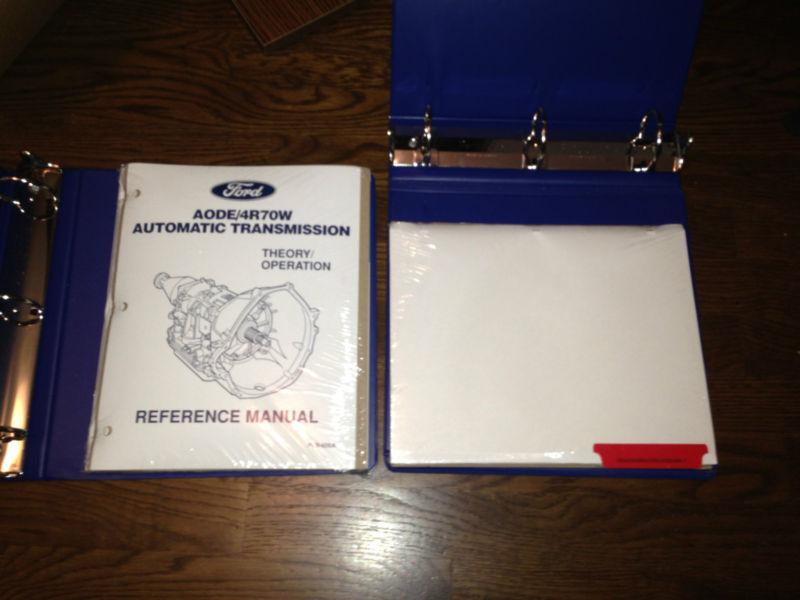 Ford
AODE/4R70W
AUTOMATIC TRANSMISSION
THEORY/
OPERATION
REFERENCE MANUAL